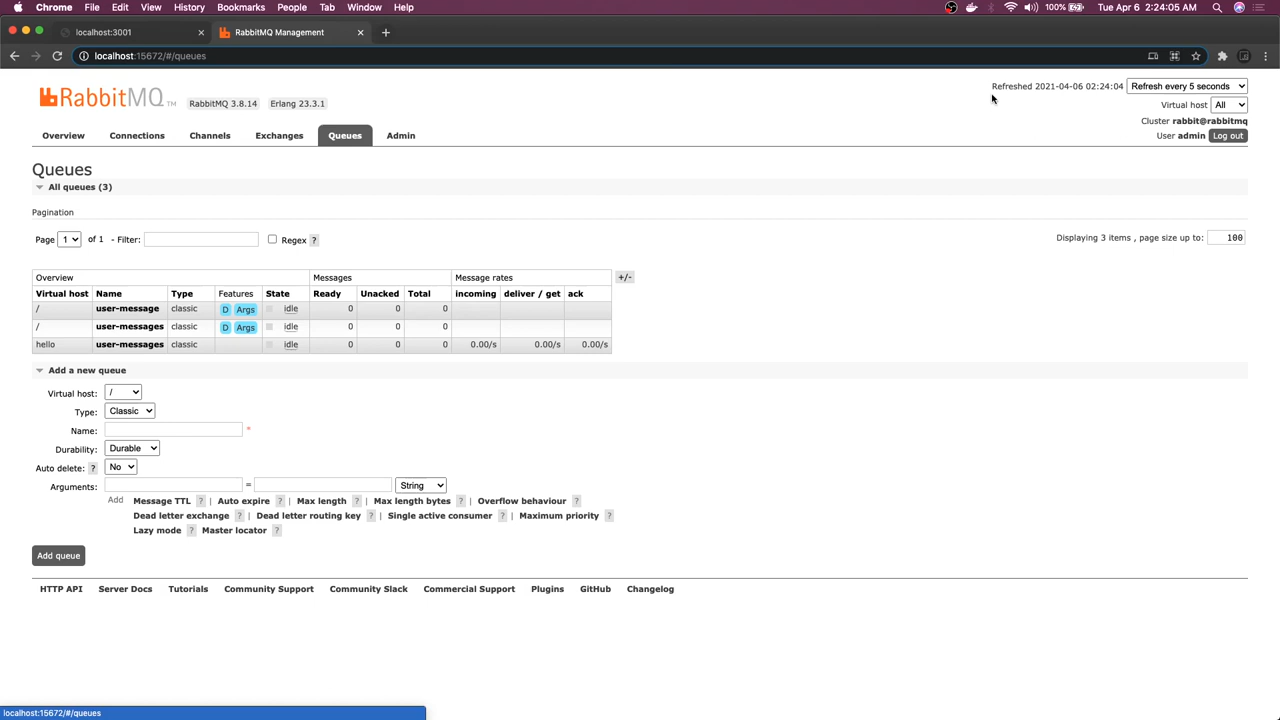 Chrome File Edit View History Bookmarks People Tab Window Help 100% Tue Apr 6 2:24:05 AM
localhost:3001 RabbitMQ Management
localhost:15672/#/queues
RabbitMQ TM RabbitMQ 3.8.14 Erlang 23.3.1
Refreshed 2021-04-06 02:24:04 Refresh every 5 seconds
Virtual host All
Cluster rabbit@rabbitmq
User admin Log out
Overview Connections Channels Exchanges Queues Admin
Queues
All queues (3)
Pagination
Page 1 of 1 - Filter: Regex ?
Displaying 3 items , page size up to: 100
Overview Messages Message rates +/-
Virtual host Name Type Features State Ready Unacked Total incoming deliver / get ack
/ user-message classic D Args idle 0 0 0
/ user-messages classic D Args idle 0 0 0
hello user-messages classic idle 0 0 0 0.00/s 0.00/s 0.00/s
Add a new queue
Virtual host: /
Type: Classic
Name: *
Durability: Durable
Auto delete: ? No
Arguments: = String
Add Message TTL ? | Auto expire ? | Max length ? | Max length bytes ? | Overflow behaviour ?
Dead letter exchange ? | Dead letter routing key ? | Single active consumer ? | Maximum priority ?
Lazy mode ? Master locator ?
Add queue
HTTP API Server Docs Tutorials Community Support Community Slack Commercial Support Plugins GitHub Changelog
localhost:15672/#/queues